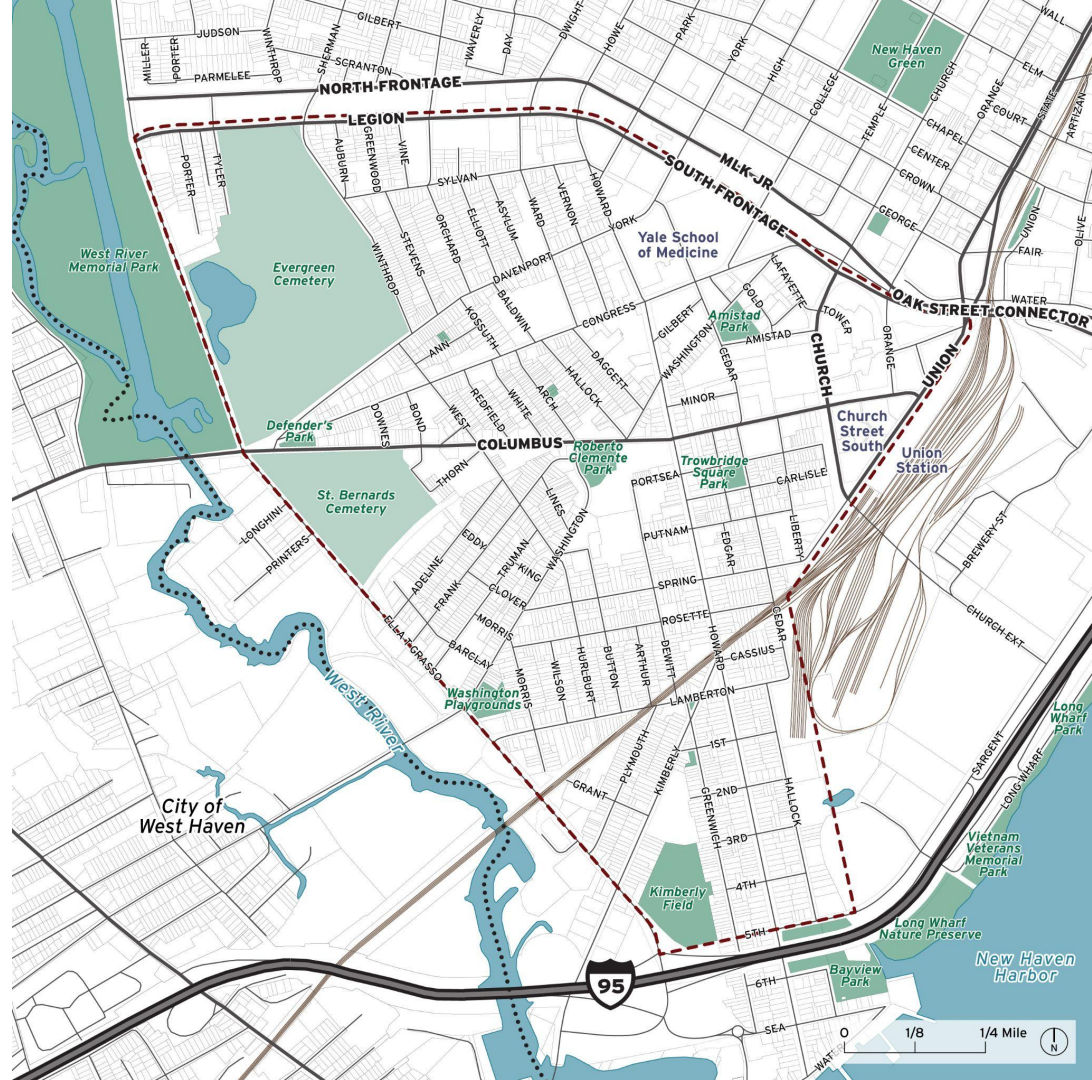 WALL
GILBERT
JUDSON
MILLER
PORTER
WINTHROP
SHERMAN
SCRANTON
PARMELEE
WAVERLY
DAY
DWIGHT
HOWE
PARK
YORK
HIGH
COLLEGE
TEMPLE
New Haven
Green
CHURCH
ORANGE
ELM
COURT
STATE
ARTIZAN
CHAPEL
CENTER
CROWN
GEORGE
UNION
OLIVE
FAIR
WATER
NORTH FRONTAGE
LEGION
MLK JR
SOUTH FRONTAGE
OAK STREET CONNECTOR
PORTER
TYLER
AUBURN
GREENWOOD
VINE
SYLVAN
HOWARD
VERNON
WARD
ASYLUM
ELLIOTT
ORCHARD
STEVENS
WINTHROP
YORK
DAVENPORT
Yale School
of Medicine
West River
Memorial Park
Evergreen
Cemetery
LAFAYETTE
GOLD
Amistad
Park
AMISTAD
TOWER
ORANGE
CHURCH
UNION
CONGRESS
GILBERT
WASHINGTON
CEDAR
BALDWIN
KOSSUTH
ANN
DAGGETT
HALLOCK
ARCH
WHITE
REDFIELD
WEST
BOND
DOWNES
MINOR
Defender's
Park
COLUMBUS
Roberto
Clemente
Park
Church
Street
South
Union
Station
Trowbridge
Square
Park
PORTSEA
CARLISLE
St. Bernards
Cemetery
THORN
LINES
WASHINGTON
PUTNAM
EDGAR
LIBERTY
BREWERY ST
LONGHINI
PRINTERS
EDDY
ADELINE
TRUMAN
KING
FRANK
CLOVER
MORRIS
SPRING
ROSETTE
CEDAR
CHURCH EXT
ELLA T GRASSO
BARCLAY
HOWARD
CASSIUS
DEWITT
ARTHUR
BUTTON
HURLBURT
WILSON
MORRIS
LAMBERTON
Washington
Playgrounds
West River
Long
Wharf
Park
SARGENT
LONG WHARF
PLYMOUTH
KIMBERLY
1ST
GRANT
2ND
GREENWICH
HALLOCK
3RD
City of
West Haven
Vietnam
Veterans
Memorial
Park
Kimberly
Field
4TH
5TH
Long Wharf
Nature Preserve
New Haven
Harbor
Bayview
Park
95
6TH
SEA
0 1/8 1/4 Mile
N